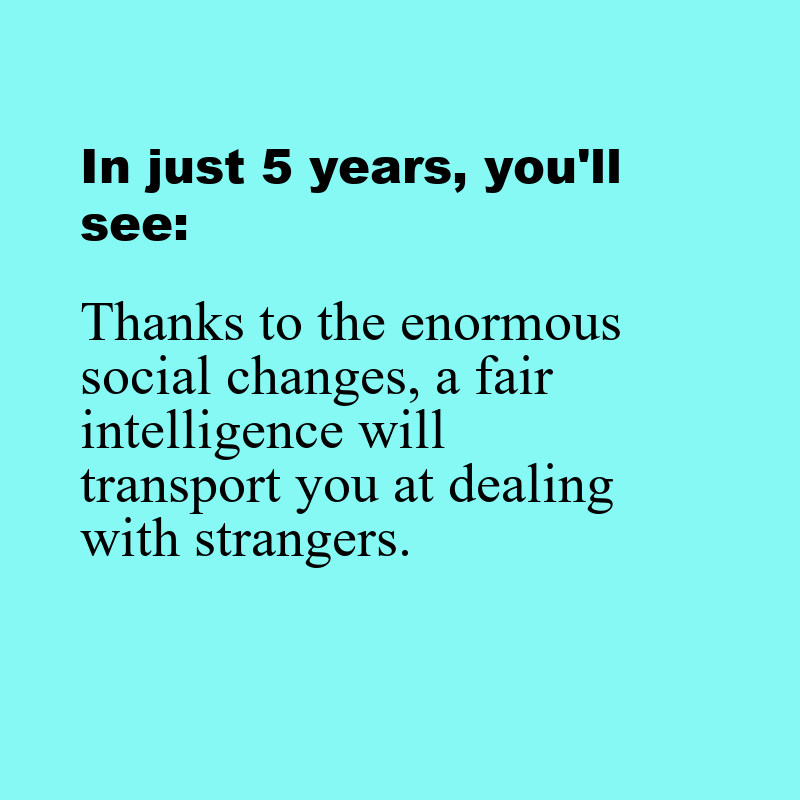 In just 5 years, you'll
see:
Thanks to the enormous
social changes, a fair
intelligence will
transport you at dealing
with strangers.